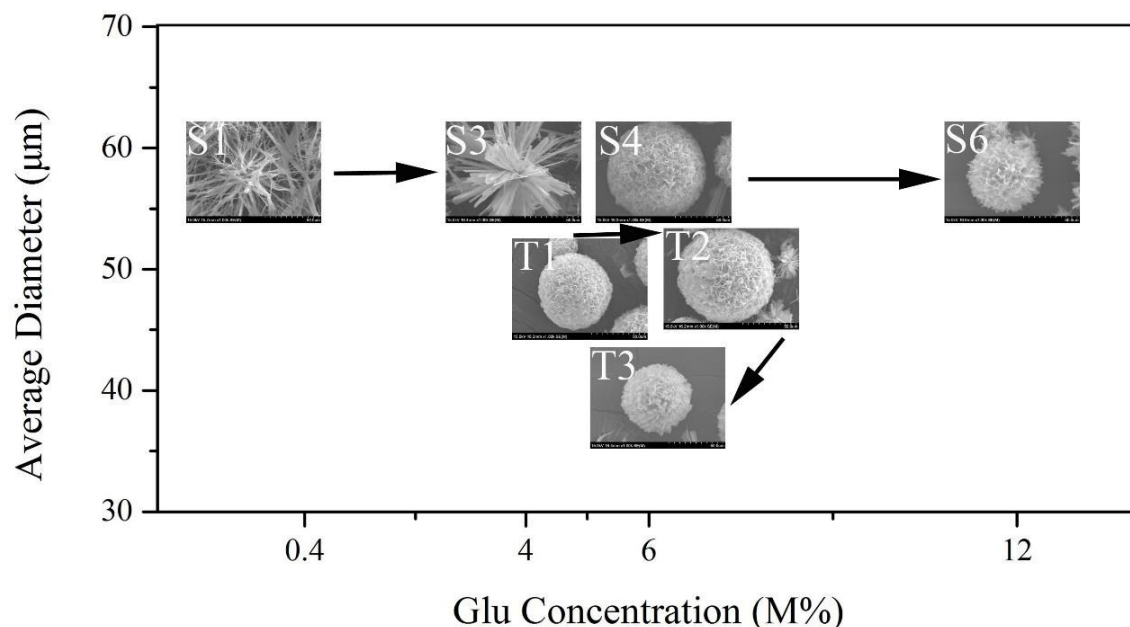 70
60
50
40
30
Average Diameter (μm)
S1
S3
S4
S6
T1
T2
T3
0.4
4
6
12
Glu Concentration (M%)